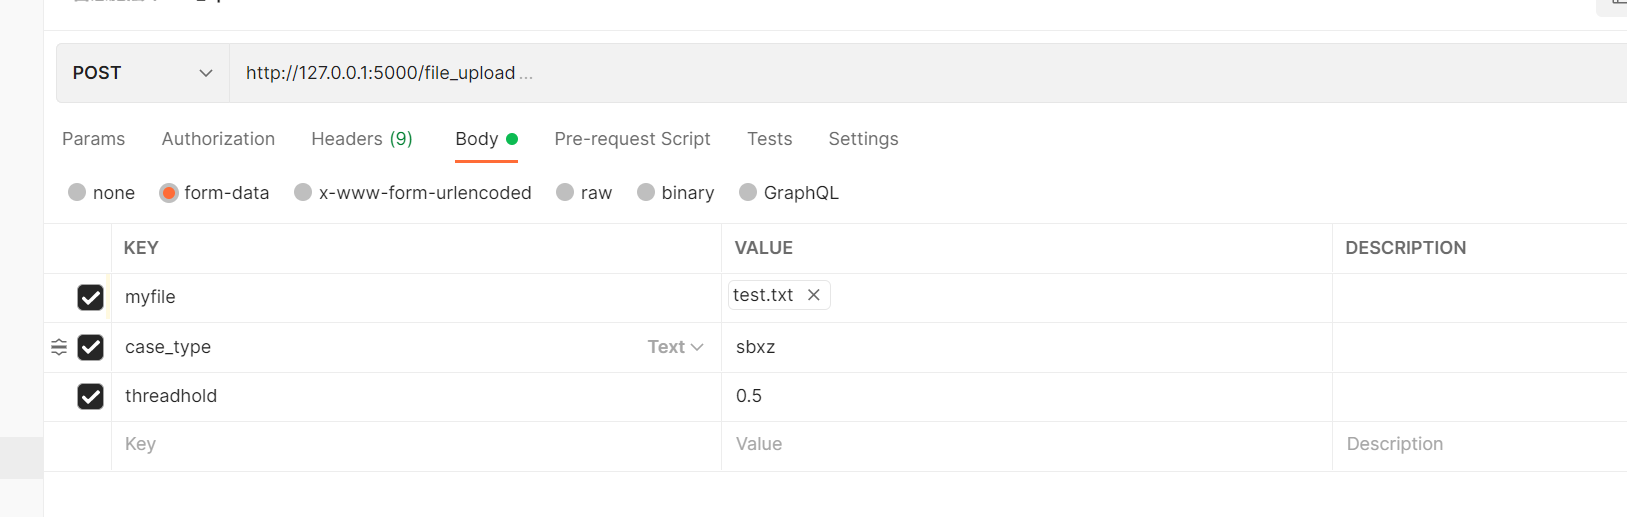 POST http://127.0.0.1:5000/file_upload ...
Params Authorization Headers (9) Body Pre-request Script Tests Settings
none form-data x-www-form-urlencoded raw binary GraphQL
KEY VALUE DESCRIPTION
myfile test.txt
case_type Text sbxz
threadhold 0.5
Key Value Description